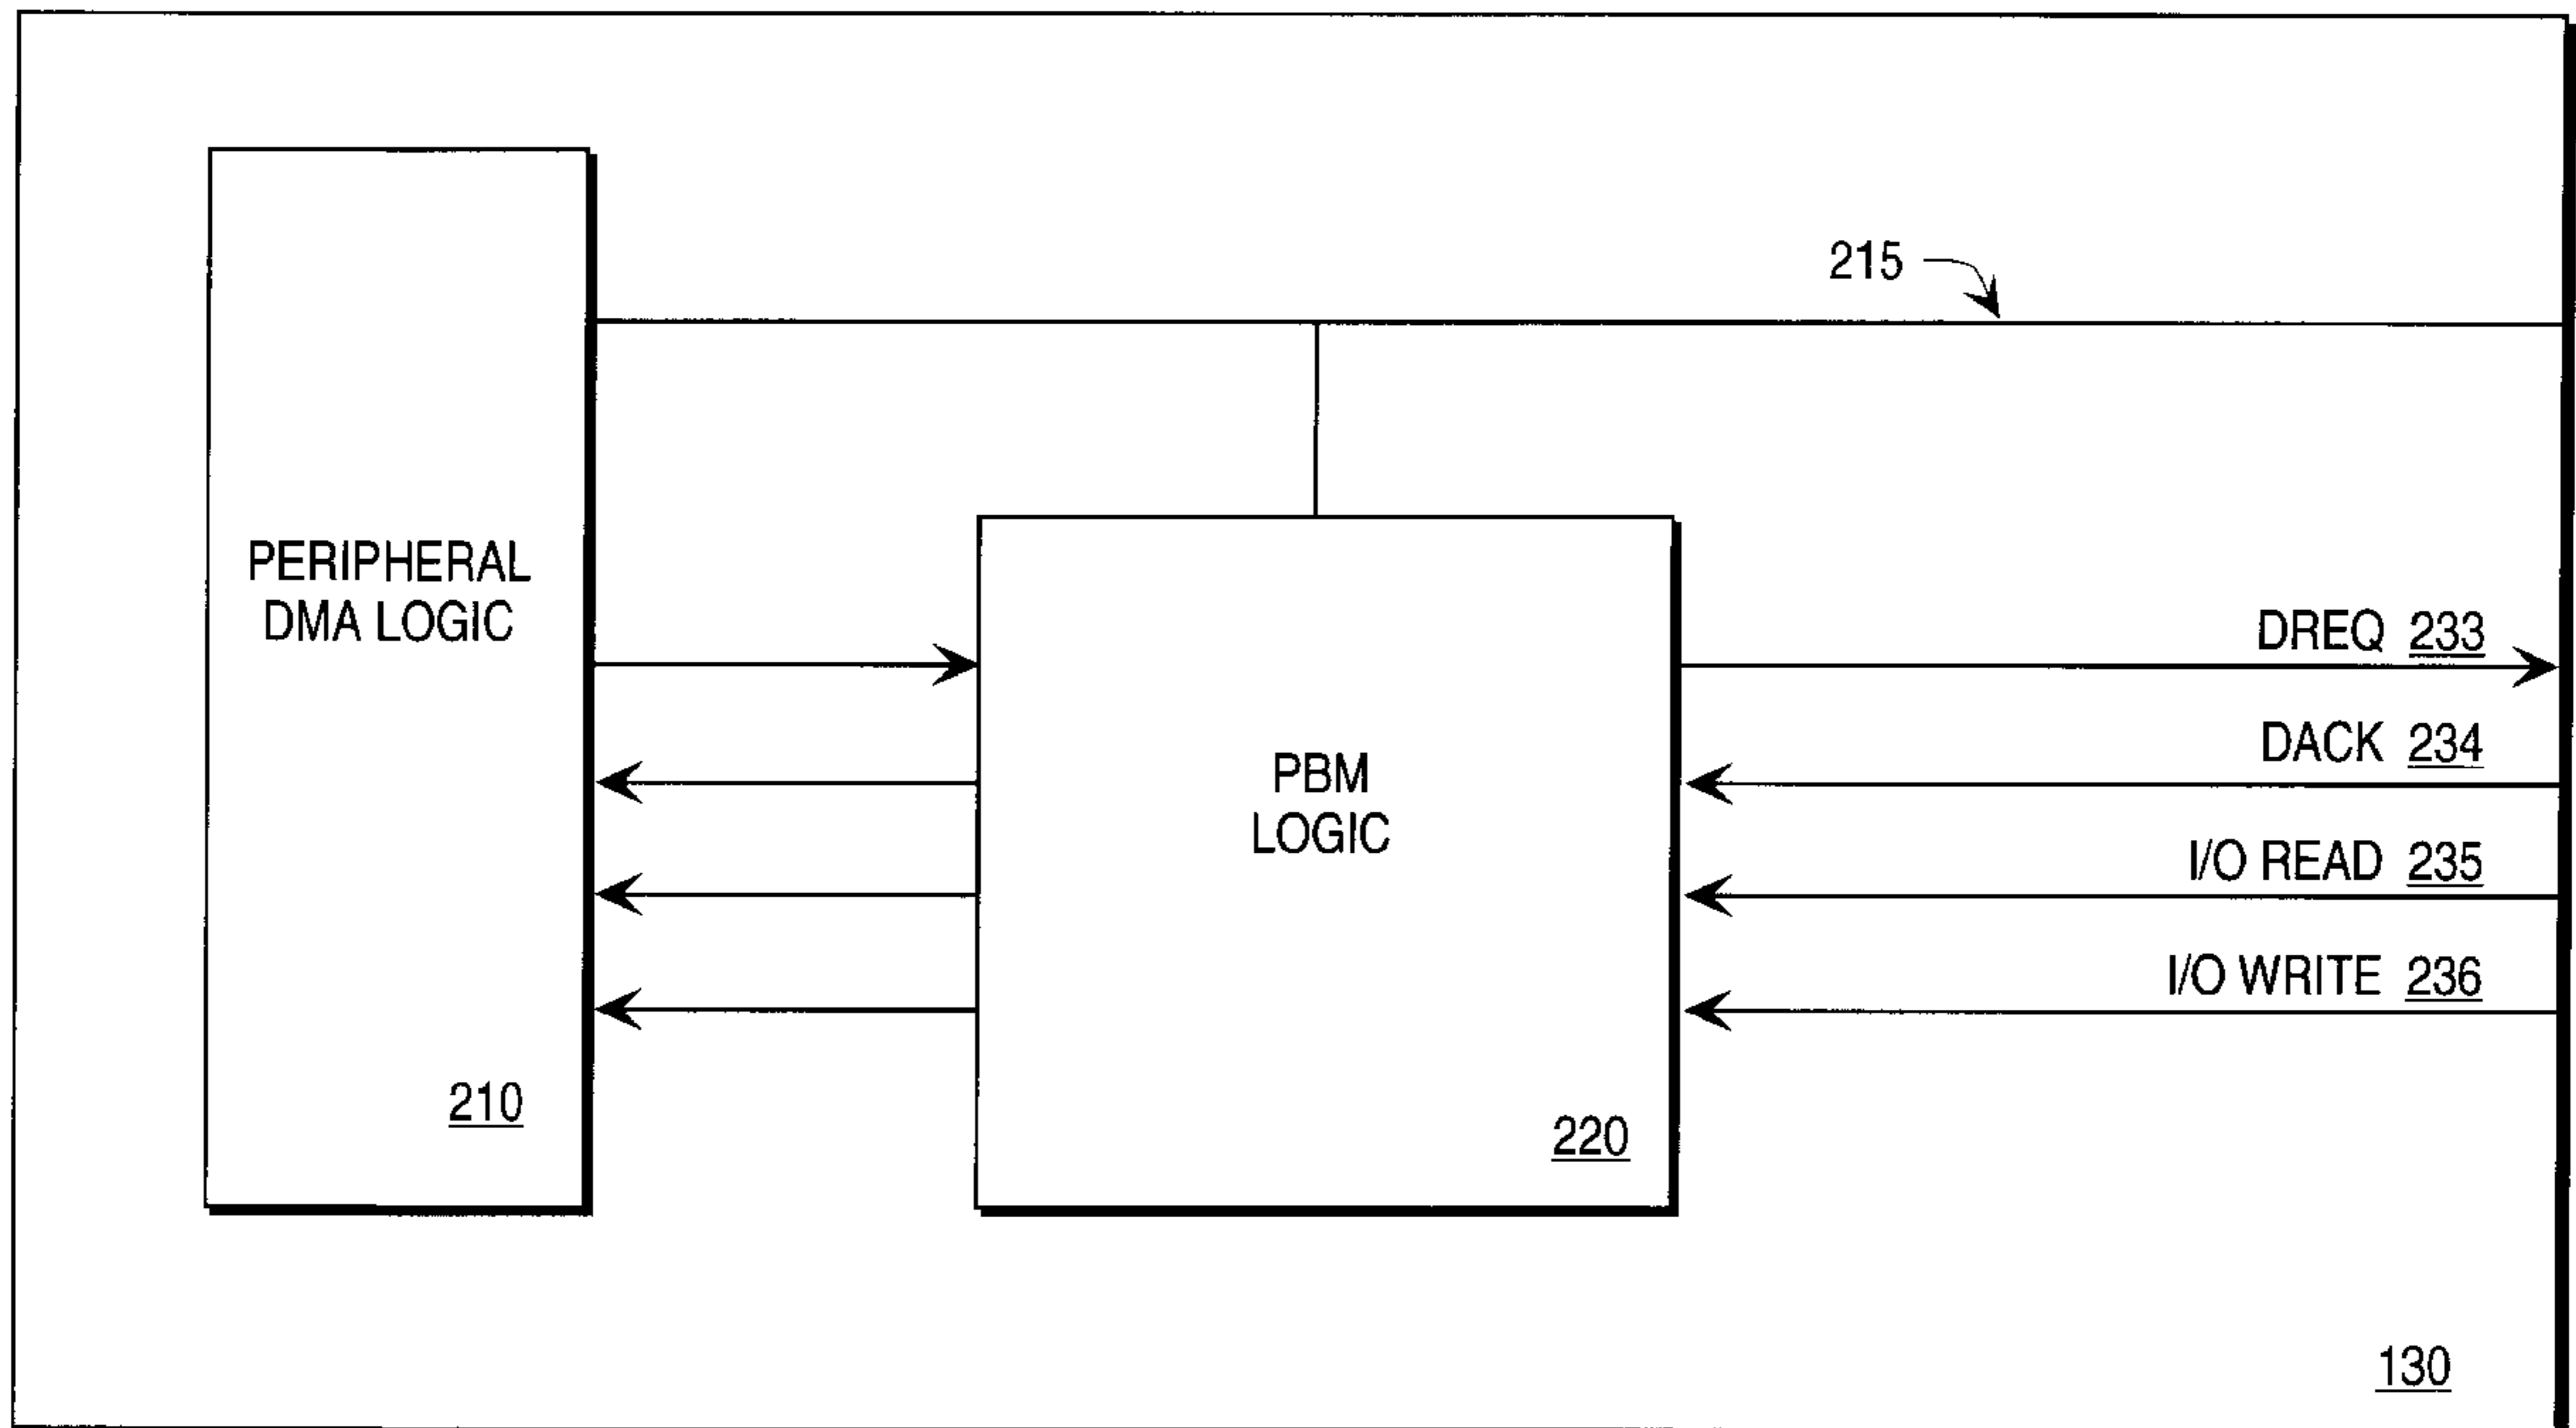 215
PERIPHERAL
DMA LOGIC
DREQ 233
DACK 234
PBM
LOGIC
I/O READ 235
I/O WRITE 236
210
220
130